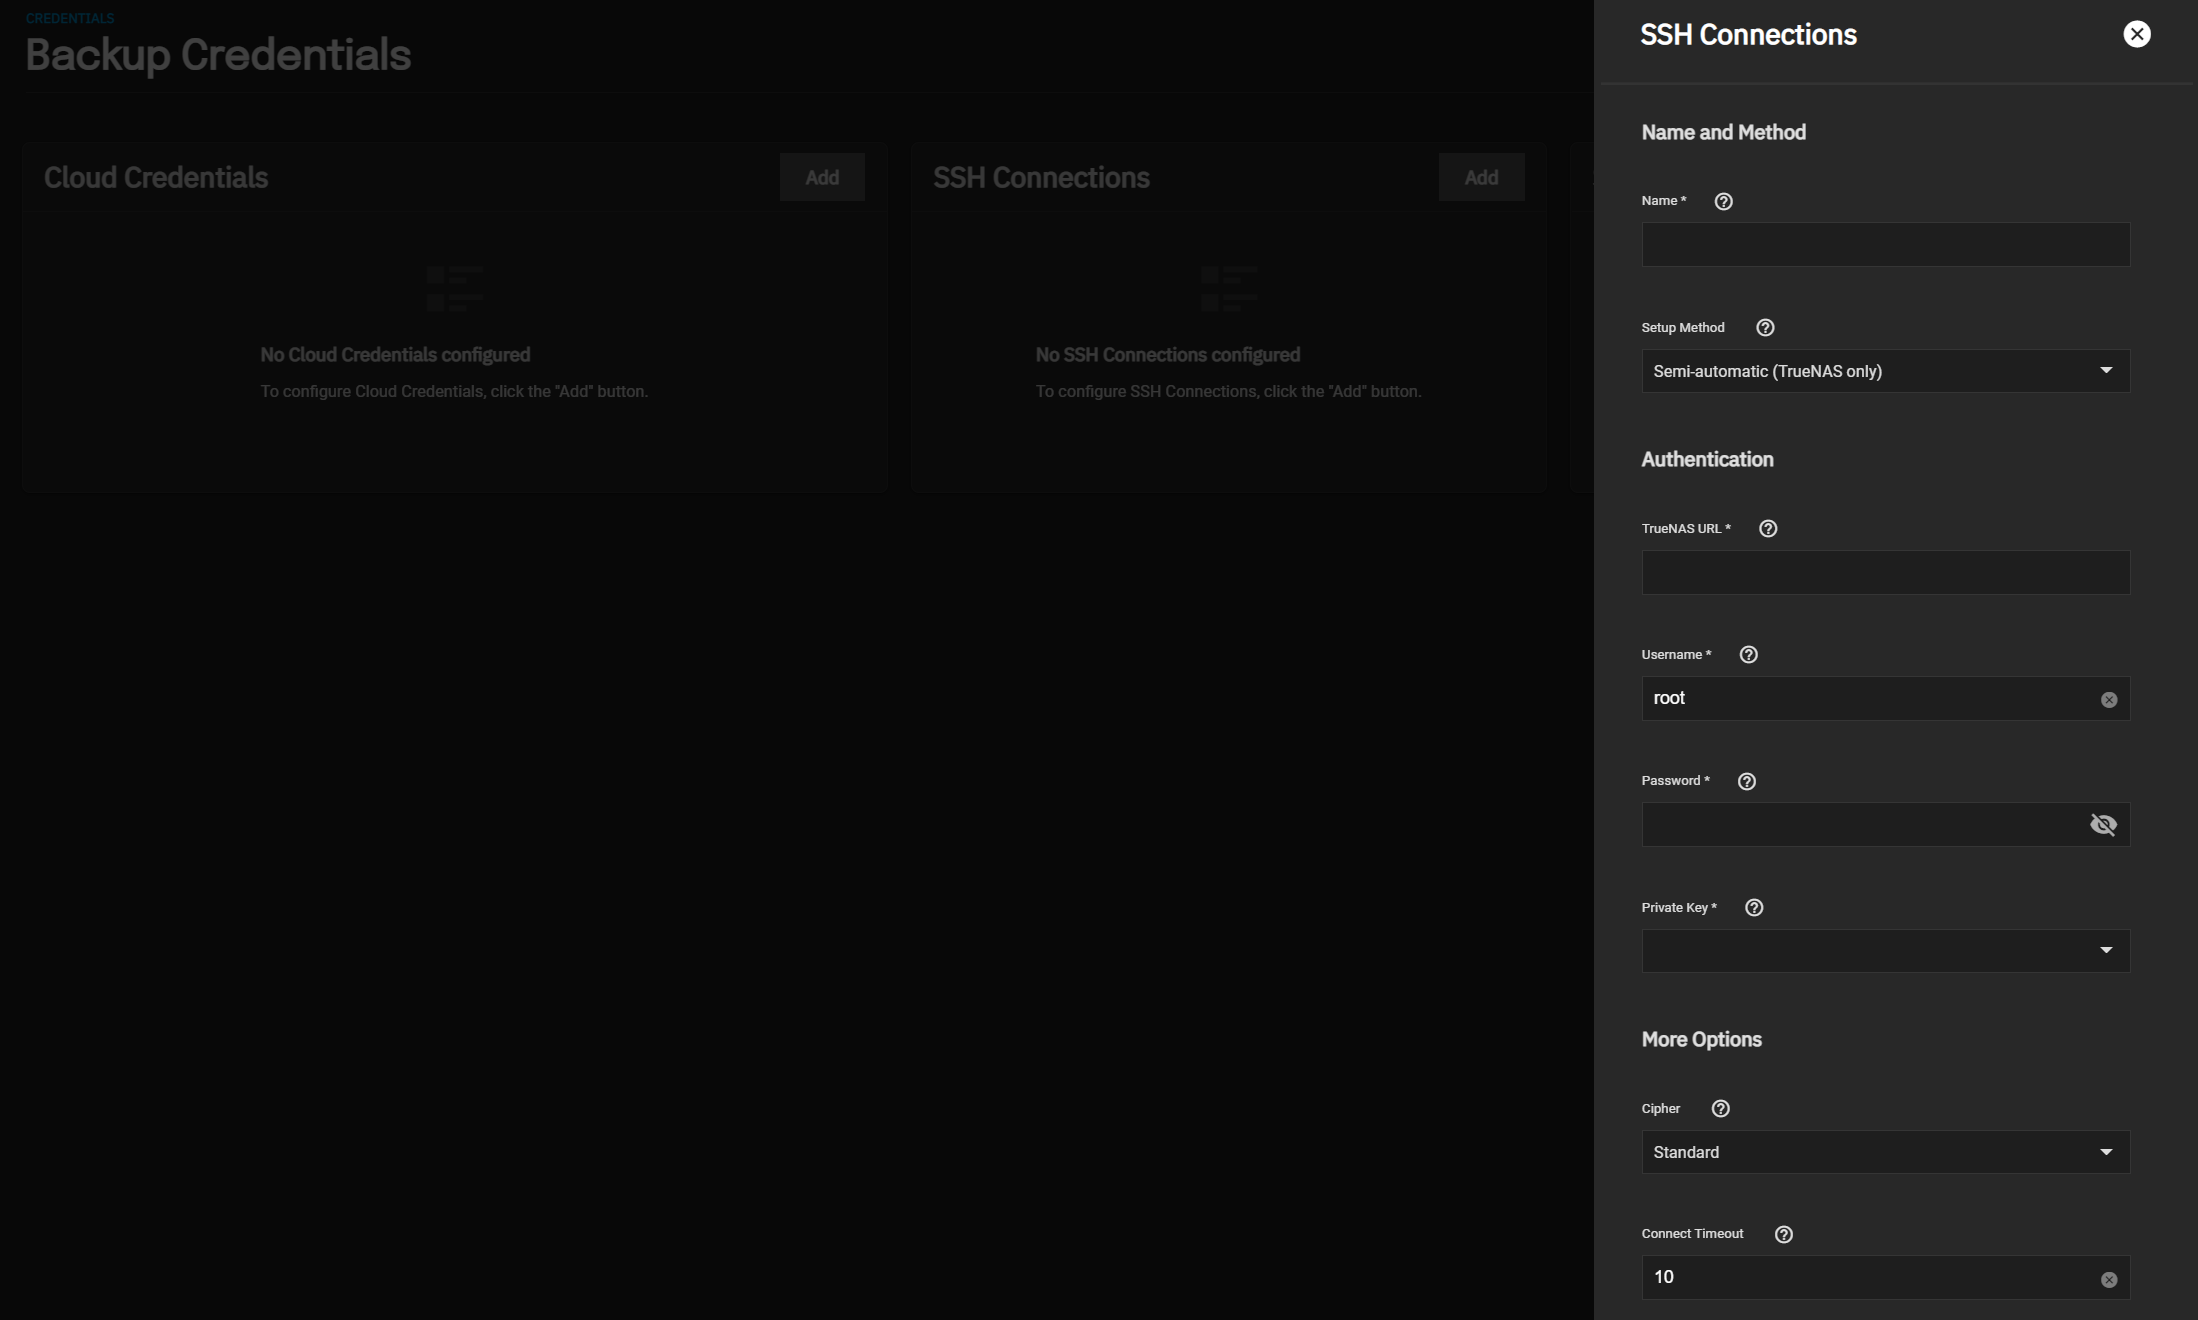 CREDENTIALS
Backup Credentials
Cloud Credentials
Add
No Cloud Credentials configured
To configure Cloud Credentials, click the "Add" button.
SSH Connections
Add
No SSH Connections configured
To configure SSH Connections, click the "Add" button.
SSH Connections
Name and Method
Name *
Setup Method
Semi-automatic (TrueNAS only)
Authentication
TrueNAS URL *
Username *
root
Password *
Private Key *
More Options
Cipher
Standard
Connect Timeout
10